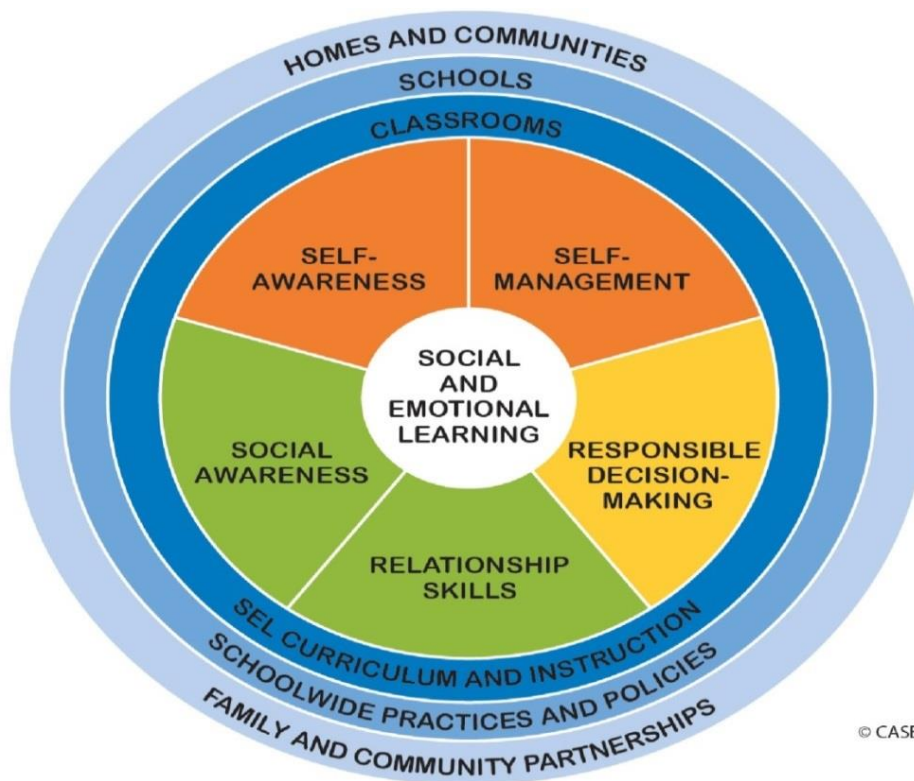 HOMES AND COMMUNITIES
SCHOOLS
CLASSROOMS
SELF-
AWARENESS
SELF-
MANAGEMENT
SOCIAL
AND
EMOTIONAL
LEARNING
SOCIAL
AWARENESS
RESPONSIBLE
DECISION-
MAKING
RELATIONSHIP
SKILLS
SEL CURRICULUM AND INSTRUCTION
SCHOOLWIDE PRACTICES AND POLICIES
FAMILY AND COMMUNITY PARTNERSHIPS
© CASE